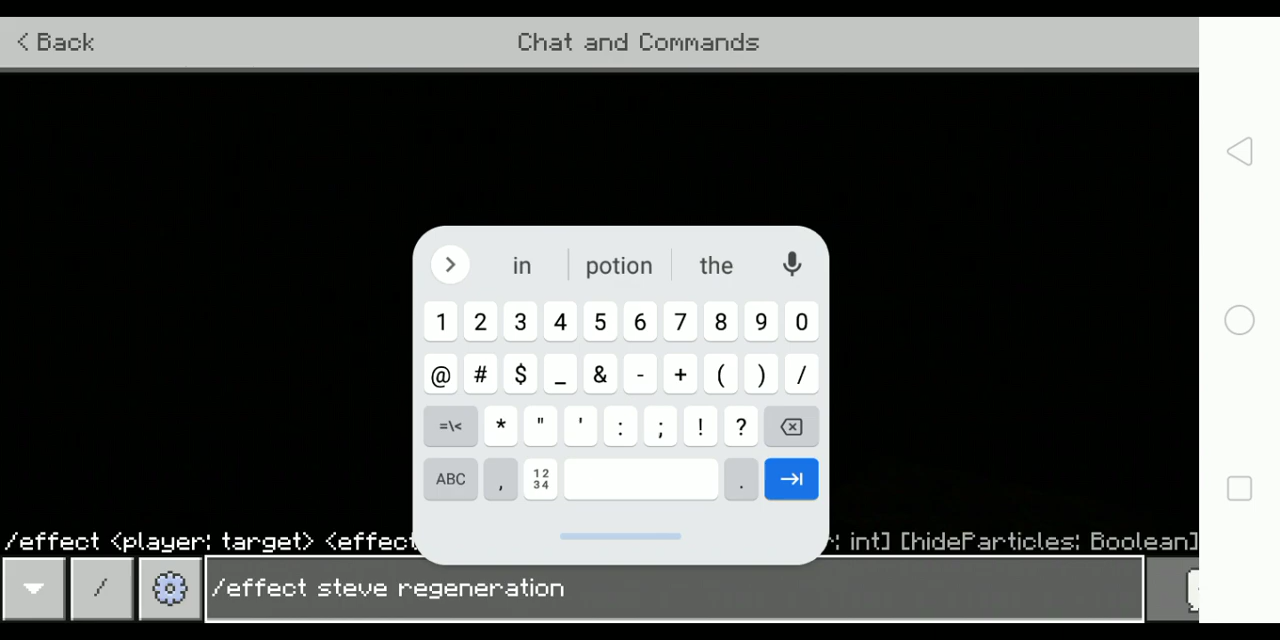 < Back
Chat and Commands
in potion the
1 2 3 4 5 6 7 8 9 0
@ # $ _ & - + ( ) /
=\< * " ' : ; ! ?
ABC , 12 34 .
/effect <player: target> <effect : int] [hideParticles: Boolean]
/ /effect steve regeneration